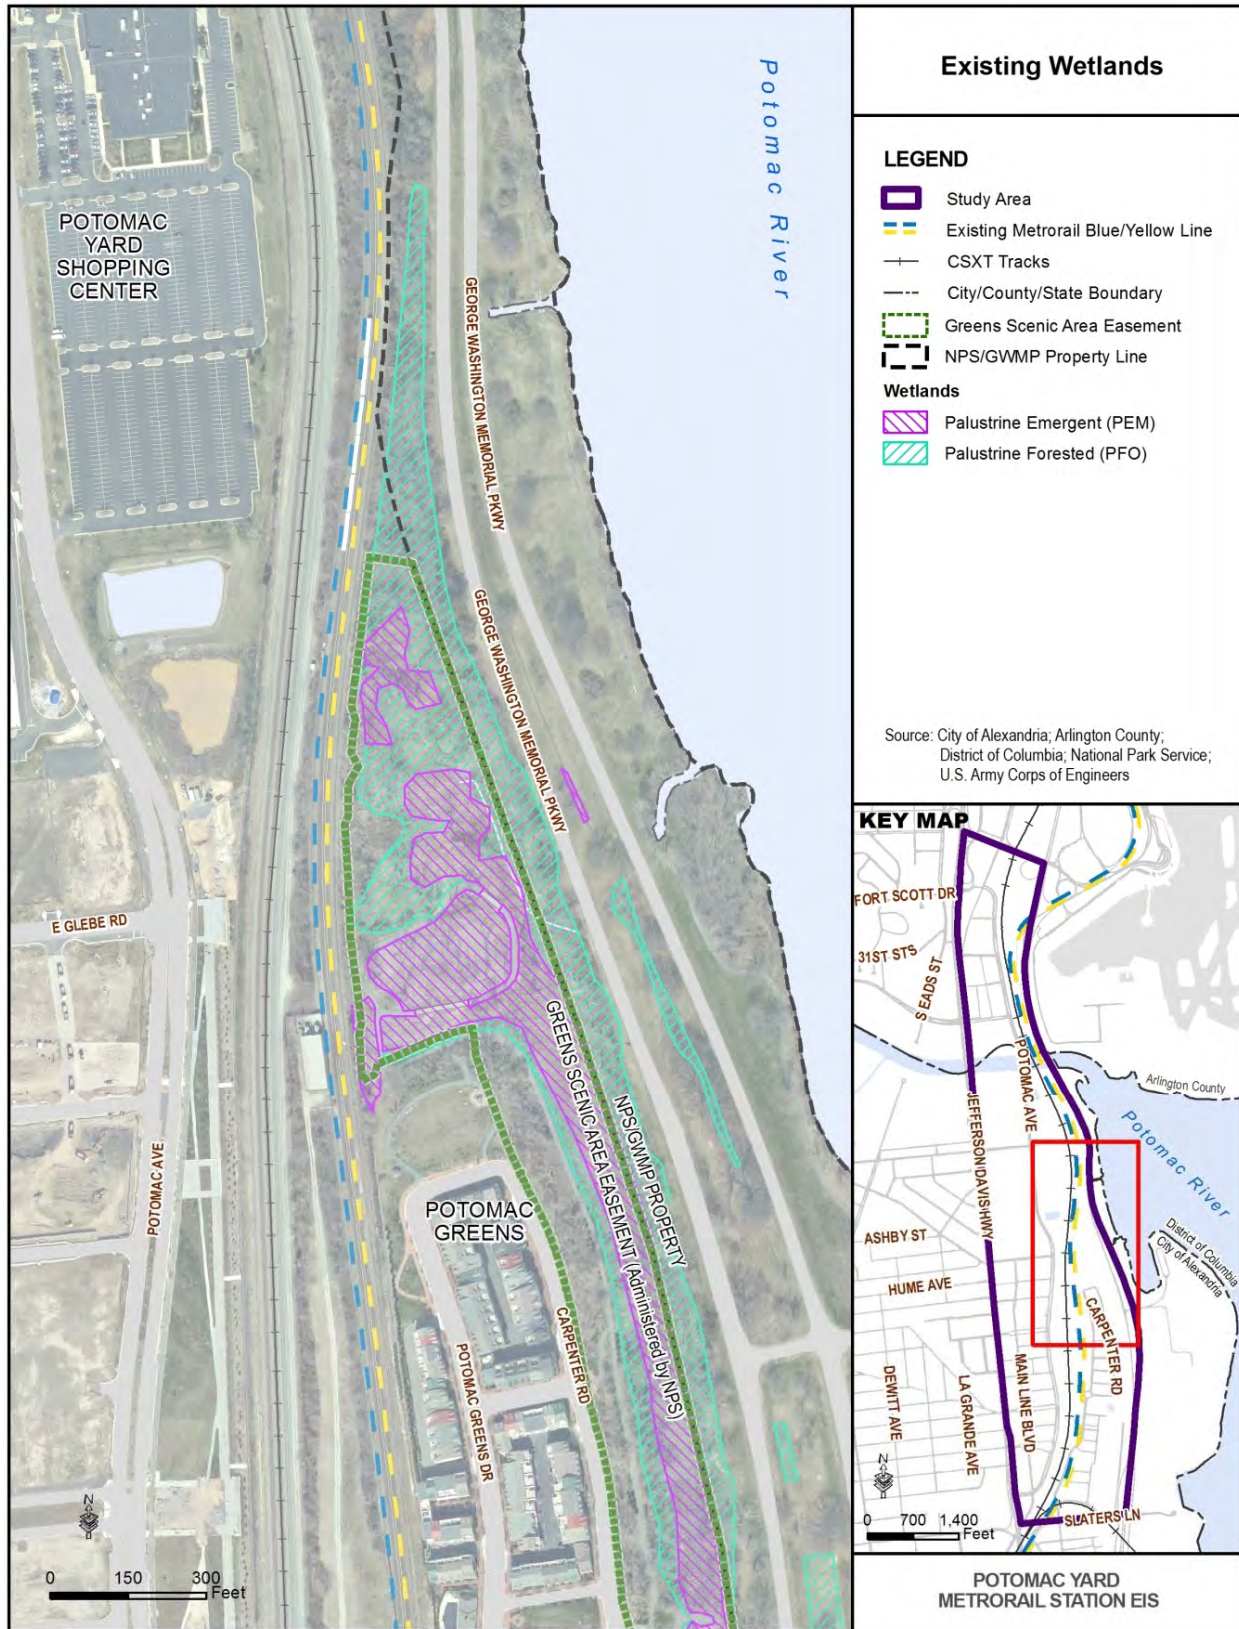 Potomac River
POTOMAC
YARD
SHOPPING
CENTER
GEORGE WASHINGTON MEMORIAL PKWY
GEORGE WASHINGTON MEMORIAL PKWY
E GLEBE RD
POTOMAC AVE
GREENS SCENIC AREA EASEMENT (Administered by NPS)
NPS/GWMP PROPERTY
POTOMAC
GREENS
CARPENTER RD
POTOMAC GREENS DR
N
0 150 300
Feet
Existing Wetlands
LEGEND
Study Area
Existing Metrorail Blue/Yellow Line
CSXT Tracks
City/County/State Boundary
Greens Scenic Area Easement
NPS/GWMP Property Line
Wetlands
Palustrine Emergent (PEM)
Palustrine Forested (PFO)
Source: City of Alexandria; Arlington County;
District of Columbia; National Park Service;
U.S. Army Corps of Engineers
KEY MAP
FORT SCOTT DR
31ST ST S
S EADS ST
POTOMAC AVE
Arlington County
JEFFERSON DAVIS HWY
Potomac River
ASHBY ST
District of Columbia
City of Alexandria
HUME AVE
CARPENTER RD
MAIN LINE BLVD
LA GRANDE AVE
DEWITT AVE
N
SLATERS LN
0 700 1,400
Feet
POTOMAC YARD
METRORAIL STATION EIS